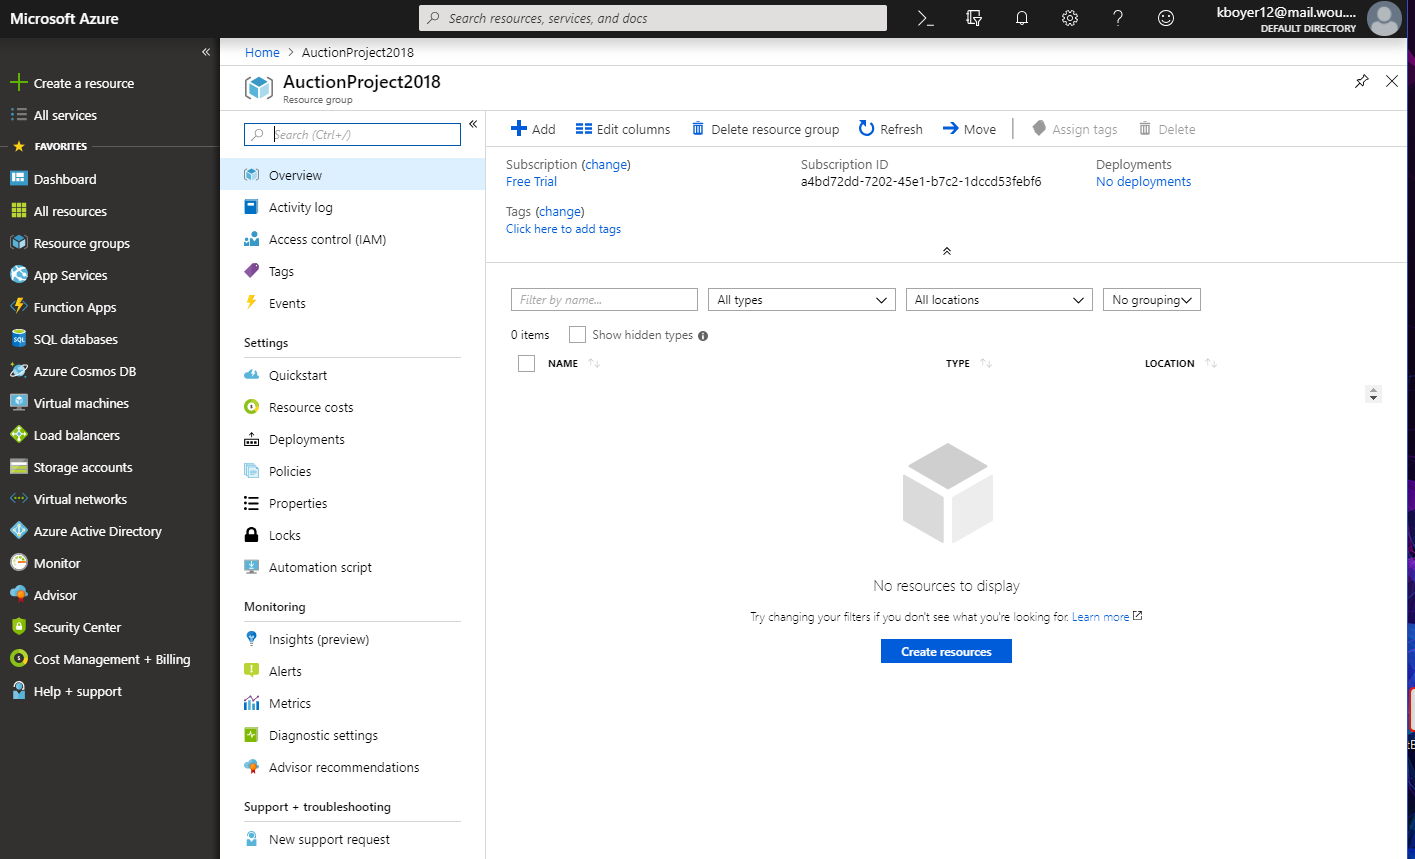 Microsoft Azure
Search resources, services, and docs
kboyer12@mail.wou....
DEFAULT DIRECTORY
Create a resource
All services
FAVORITES
Dashboard
All resources
Resource groups
App Services
Function Apps
SQL databases
Azure Cosmos DB
Virtual machines
Load balancers
Storage accounts
Virtual networks
Azure Active Directory
Monitor
Advisor
Security Center
Cost Management + Billing
Help + support
Home > AuctionProject2018
AuctionProject2018
Resource group
Search (Ctrl+/)
Overview
Activity log
Access control (IAM)
Tags
Events
Settings
Quickstart
Resource costs
Deployments
Policies
Properties
Locks
Automation script
Monitoring
Insights (preview)
Alerts
Metrics
Diagnostic settings
Advisor recommendations
Support + troubleshooting
New support request
Add Edit columns Delete resource group Refresh Move Assign tags Delete
Subscription (change) Subscription ID Deployments
Free Trial a4bd72dd-7202-45e1-b7c2-1dccd53febf6 No deployments
Tags (change)
Click here to add tags
Filter by name... All types All locations No grouping
0 items Show hidden types
NAME TYPE LOCATION
No resources to display
Try changing your filters if you don't see what you're looking for. Learn more
Create resources